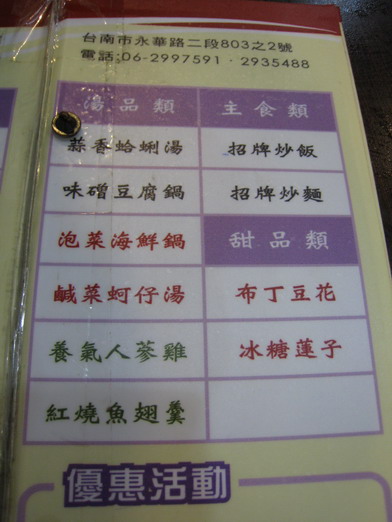 台南市永華路二段803之2號
電話:06-2997591·2935488
湯品類 主食類
蒜香蛤蜊湯 招牌炒飯
味磳豆腐鍋 招牌炒麵
泡菜海鮮鍋 甜品類
鹹菜蚵仔湯 布丁豆花
養氣人蔘雞 冰糖蓮子
紅燒魚翅羹
優惠活動